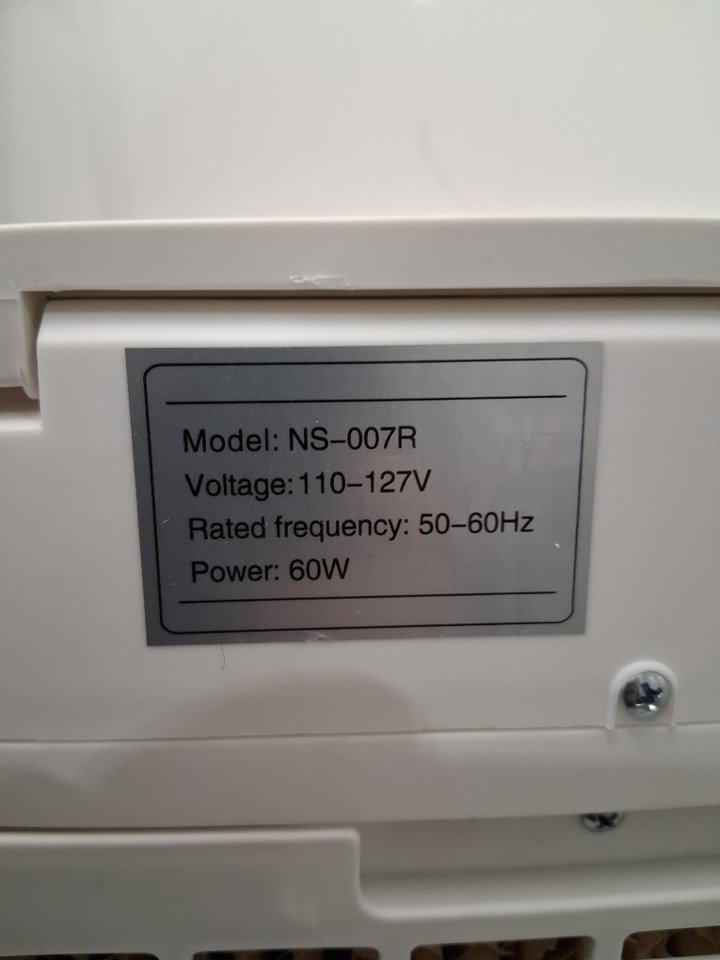 Model: NS–007R
Voltage: 110–127V
Rated frequency: 50–60Hz
Power: 60W